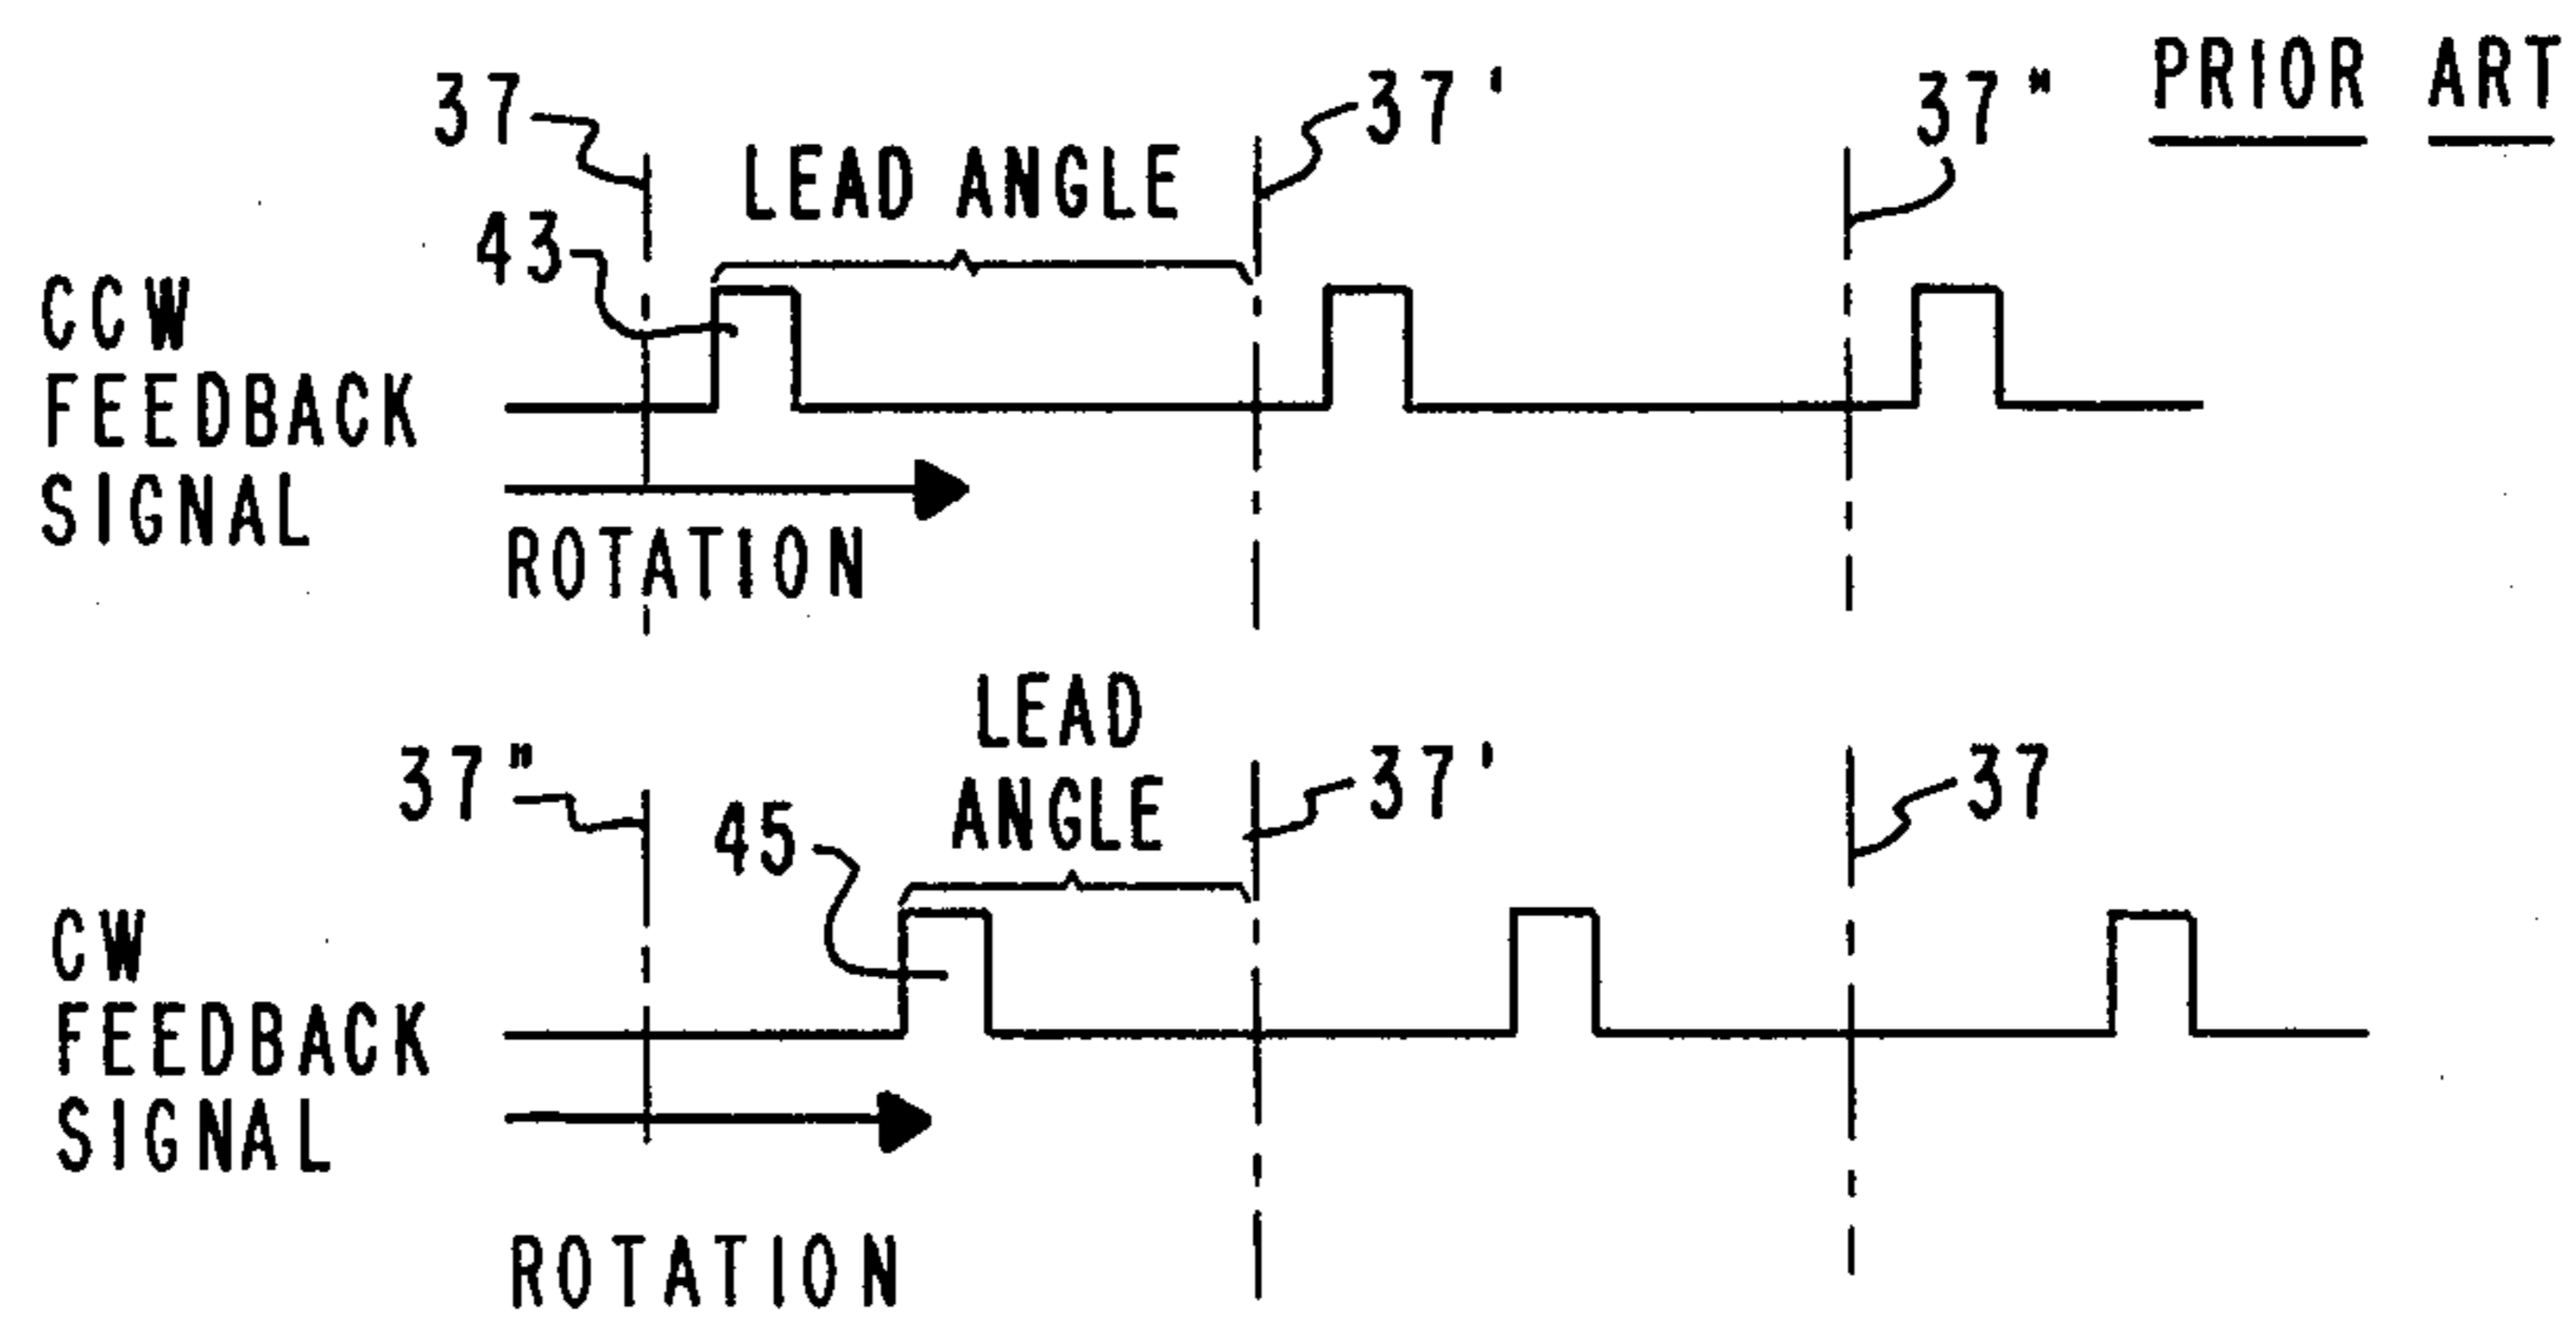 PRIOR ART
37
37'
37"
LEAD ANGLE
43
CCW
FEEDBACK
SIGNAL
ROTATION
LEAD
ANGLE
37"
37'
37
45
CW
FEEDBACK
SIGNAL
ROTATION